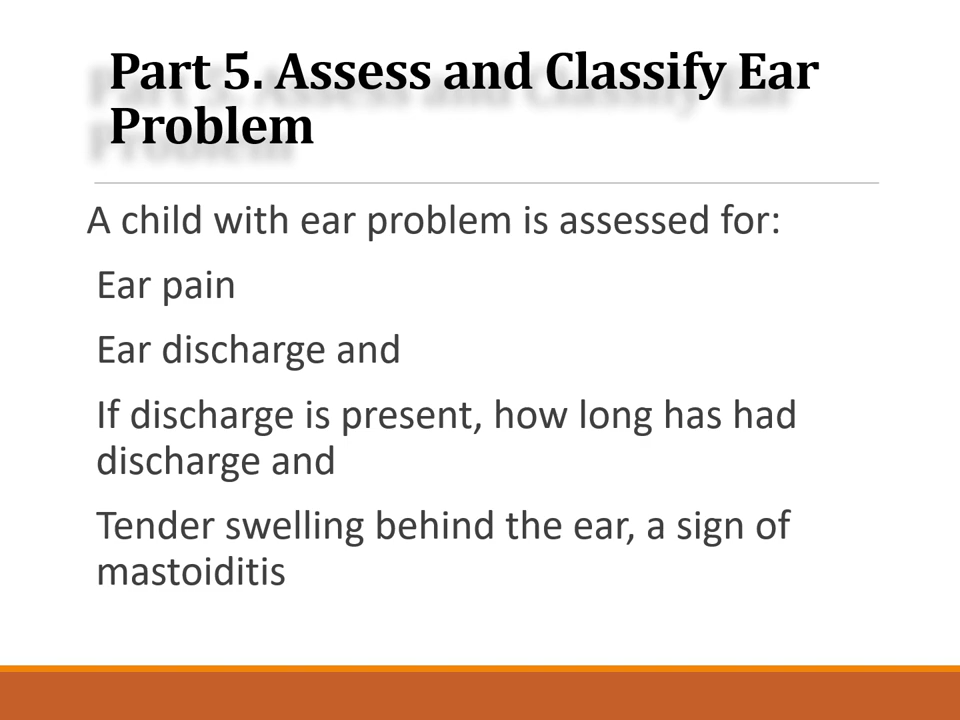 Part 5. Assess and Classify Ear
Problem
A child with ear problem is assessed for:
Ear pain
Ear discharge and
If discharge is present, how long has had
discharge and
Tender swelling behind the ear, a sign of
mastoiditis